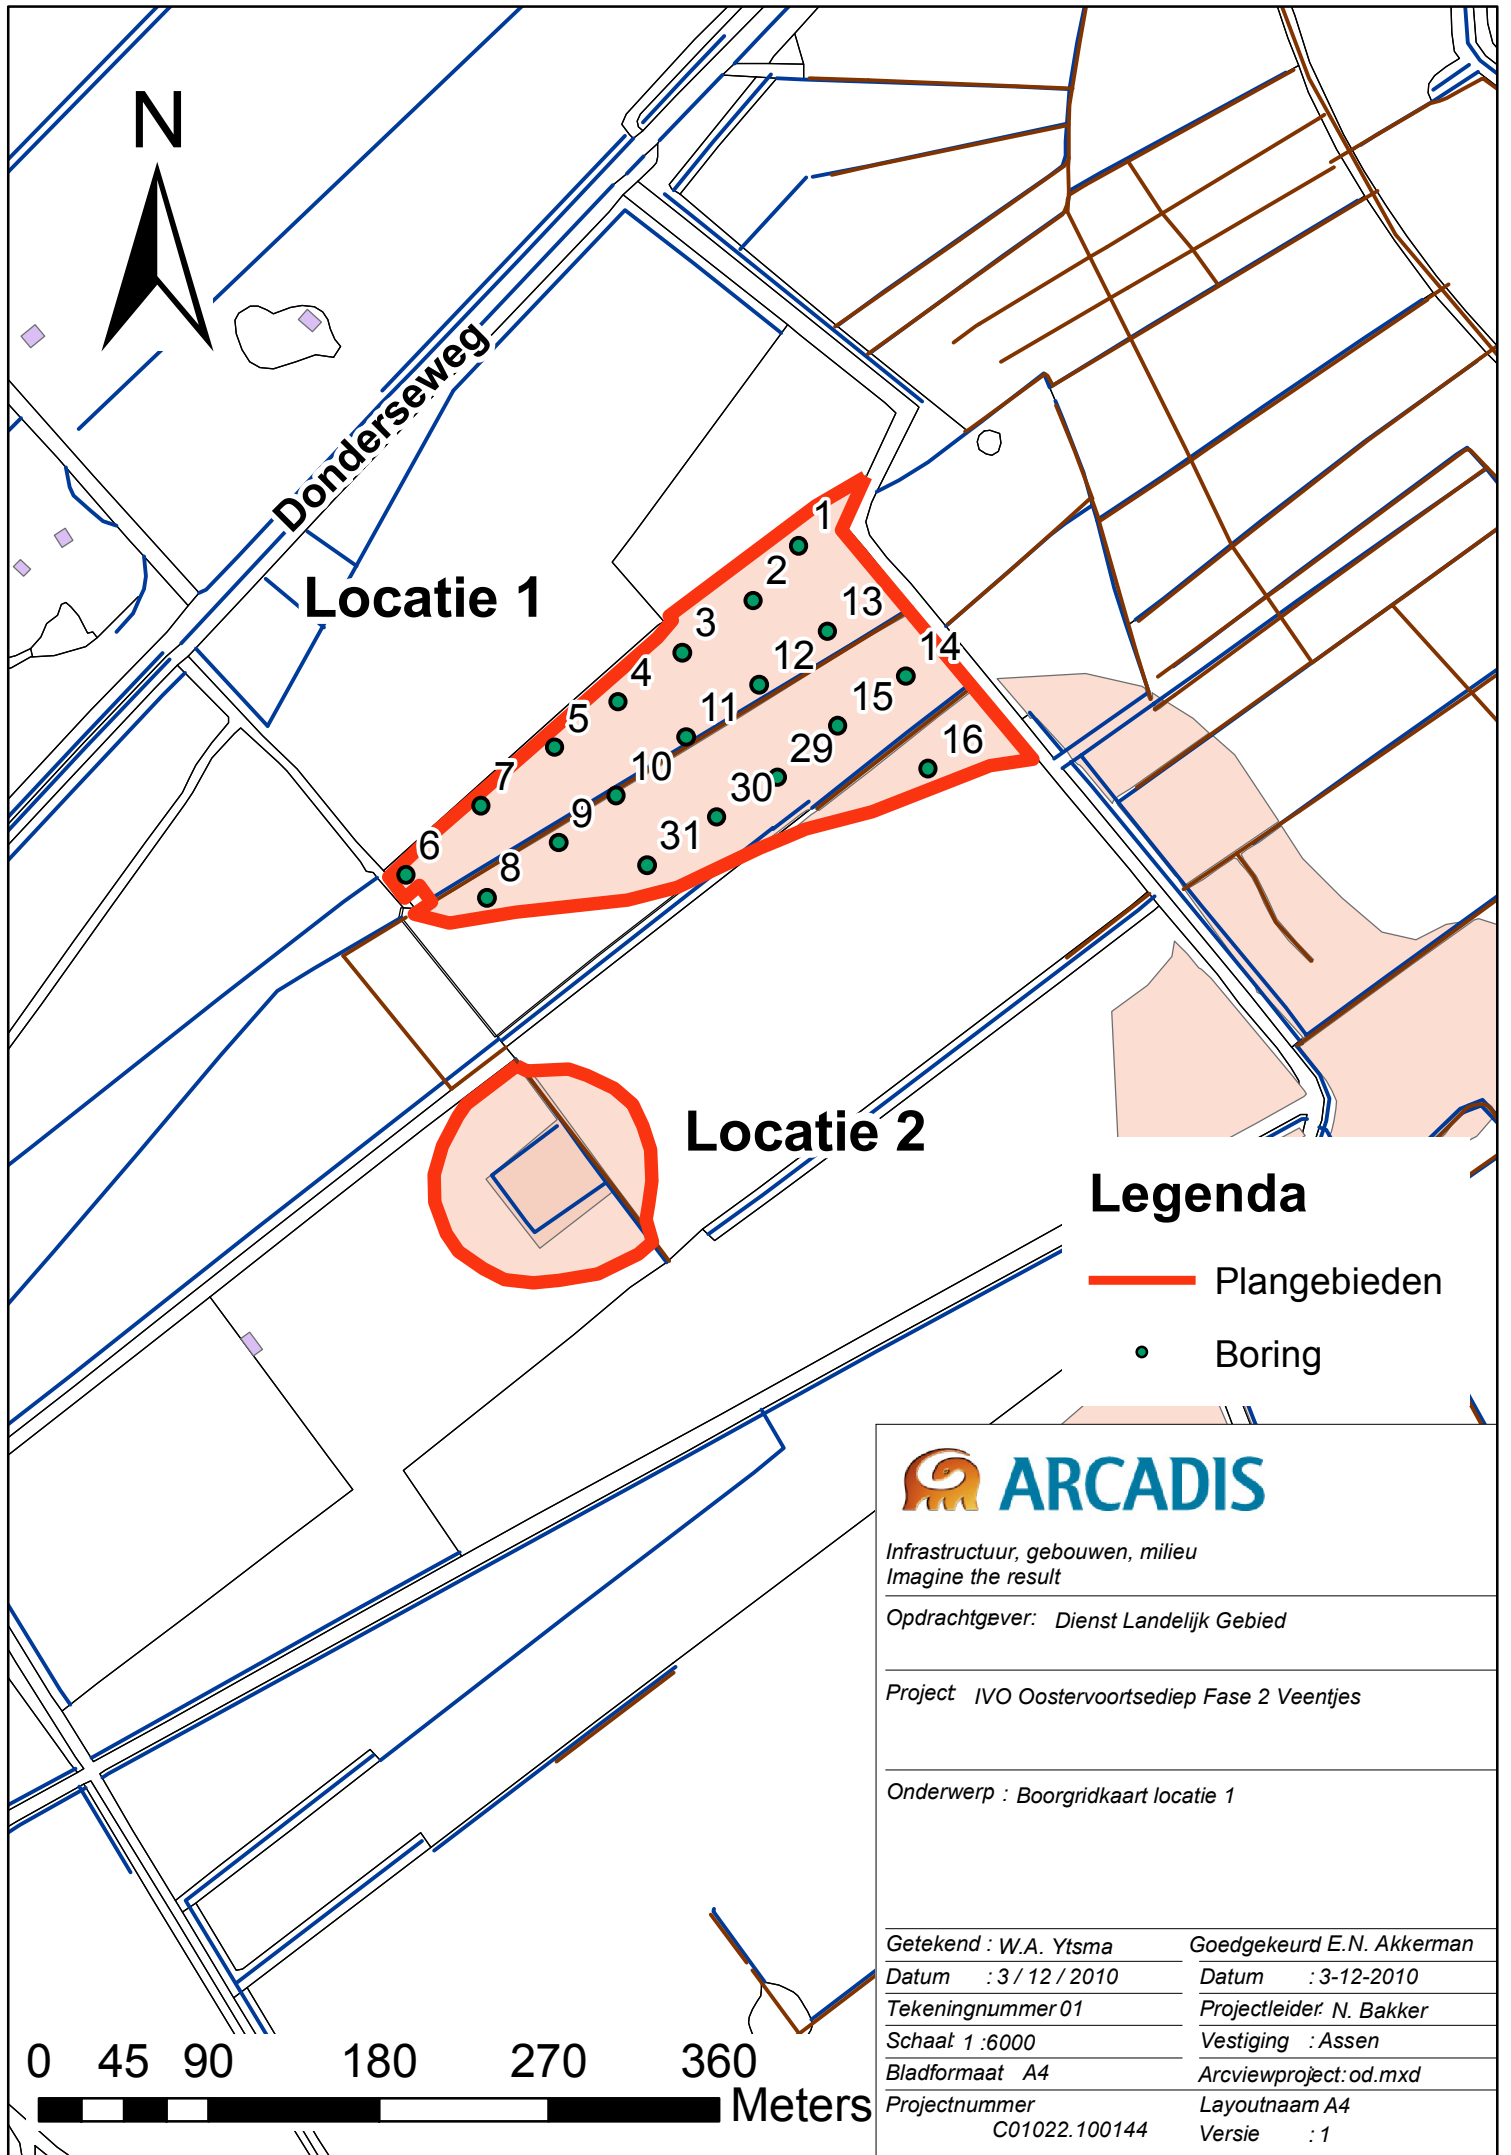 N
Donderseweg
Locatie 1
1
2
13
3
14
12
4
15
11
5
29
16
10
30
7
9
31
6
8
Locatie 2
Legenda
Plangebieden
Boring
ARCADIS
Infrastructuur, gebouwen, milieu
Imagine the result
Opdrachtgever: Dienst Landelijk Gebied
Project: IVO Oostervoortsediep Fase 2 Veentjes
Onderwerp : Boorgridkaart locatie 1
Getekend : W.A. Ytsma Goedgekeurd E.N. Akkerman
Datum : 3 / 12 / 2010 Datum : 3-12-2010
Tekeningnummer 01 Projectleider: N. Bakker
Schaal: 1 :6000 Vestiging : Assen
Bladformaat A4 Arcviewproject: od.mxd
Projectnummer Layoutnaam A4
C01022.100144 Versie : 1
0 45 90 180 270 360
Meters